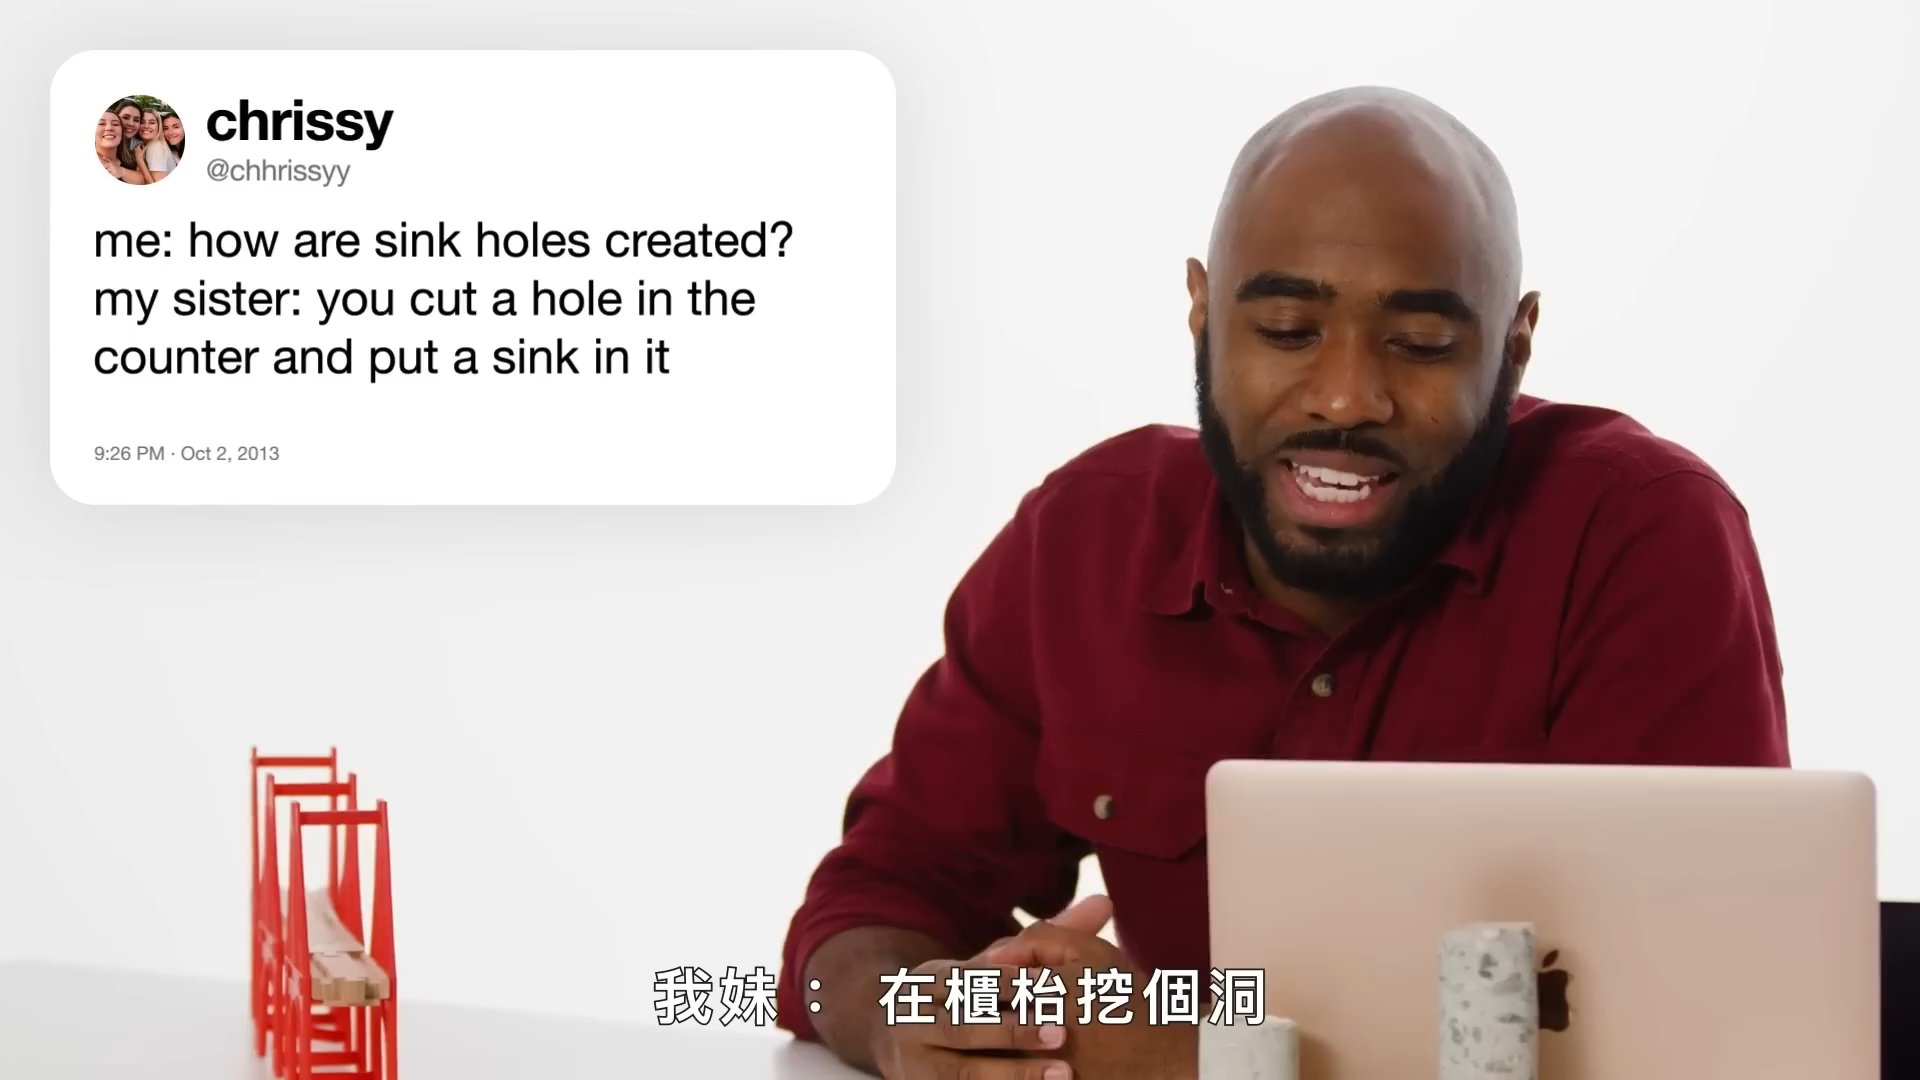 chrissy
@chhrissyy
me: how are sink holes created?
my sister: you cut a hole in the
counter and put a sink in it
9:26 PM · Oct 2, 2013
我妹： 在櫃枱挖個洞